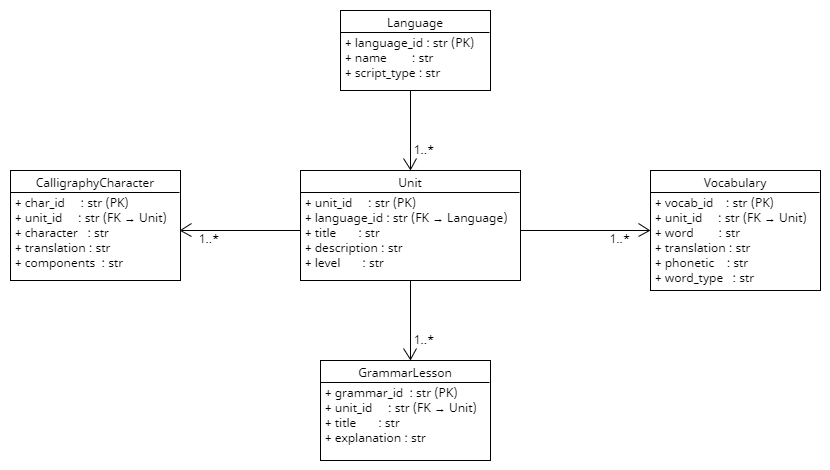 Language
+ language_id : str (PK)
+ name : str
+ script_type : str
1..*
CalligraphyCharacter
+ char_id : str (PK)
+ unit_id : str (FK → Unit)
+ character : str
+ translation : str
+ components : str
1..*
Unit
+ unit_id : str (PK)
+ language_id : str (FK → Language)
+ title : str
+ description : str
+ level : str
1..*
Vocabulary
+ vocab_id : str (PK)
+ unit_id : str (FK → Unit)
+ word : str
+ translation : str
+ phonetic : str
+ word_type : str
1..*
GrammarLesson
+ grammar_id : str (PK)
+ unit_id : str (FK → Unit)
+ title : str
+ explanation : str